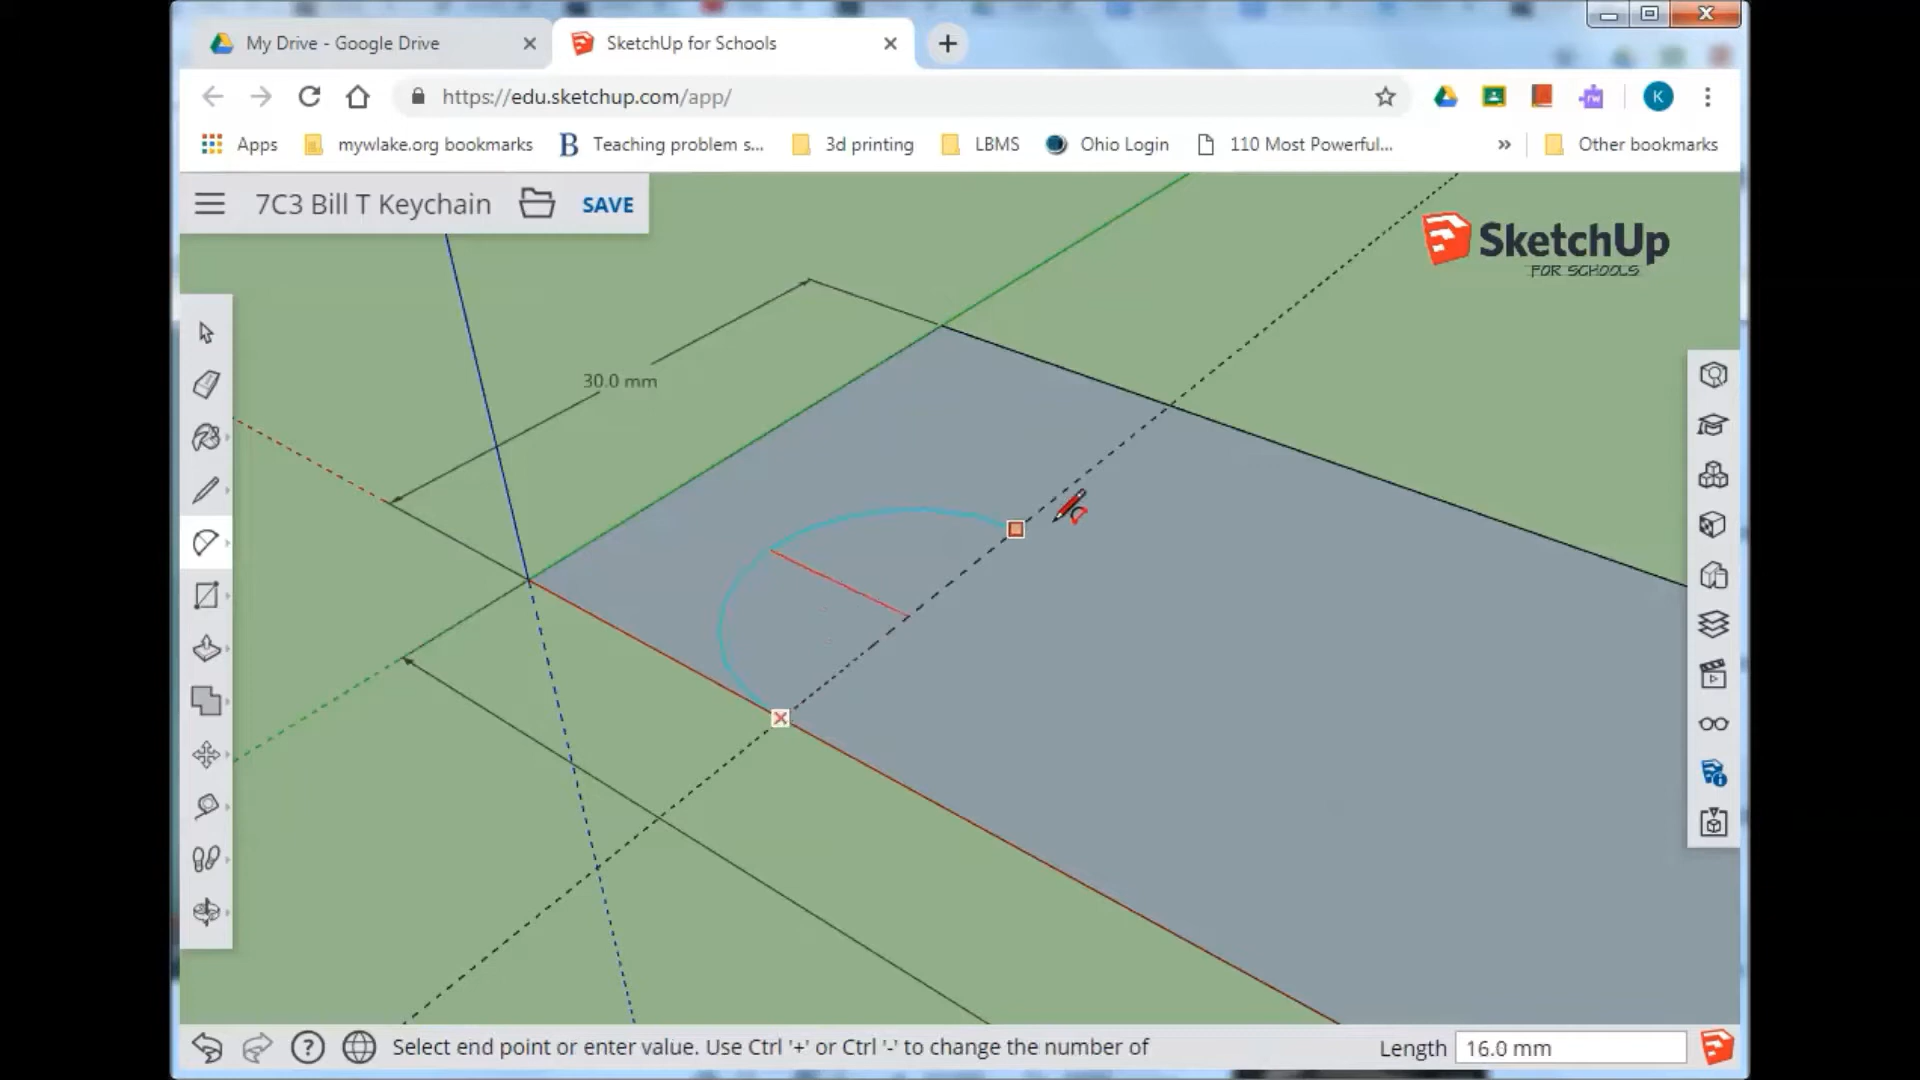 My Drive - Google Drive
SketchUp for Schools
https://edu.sketchup.com/app/
K
rw
Apps
mywlake.org bookmarks
B Teaching problem s...
3d printing
LBMS
Ohio Login
110 Most Powerful...
»
Other bookmarks
7C3 Bill T Keychain
SAVE
SketchUp
FOR SCHOOLS
30.0 mm
Select end point or enter value. Use Ctrl '+' or Ctrl '-' to change the number of
Length
16.0 mm